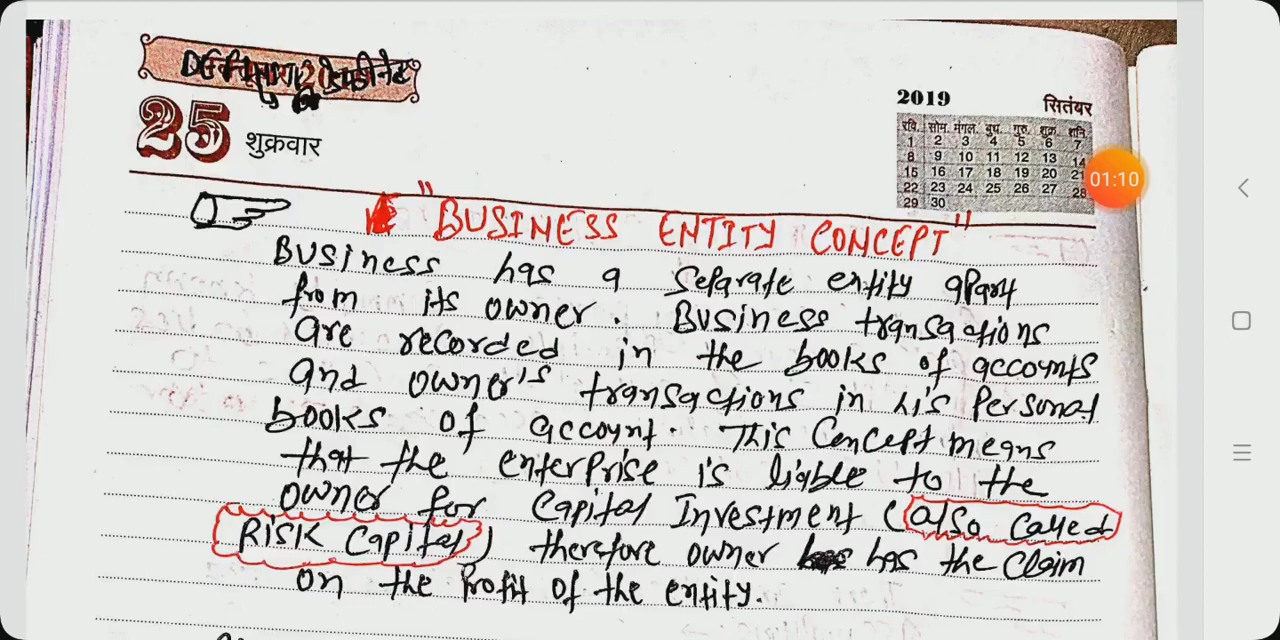 25 शुक्रवार
2019 सितंबर
रवि. सोम. मंगल. बुध. गुरु. शुक्र. शनि.
1 2 3 4 5 6 7
8 9 10 11 12 13 14
15 16 17 18 19 20 21
22 23 24 25 26 27 28
29 30
01:10
"BUSINESS ENTITY CONCEPT"
Business has a separate entity apart
from its owner. Business transactions
are recorded in the books of accounts
and owner's transactions in his Personal
books of account. This Concept means
that the enterprise is liable to the
owner for Capital Investment (also called
Risk Capital) therefore owner has the claim
on the Profit of the entity.